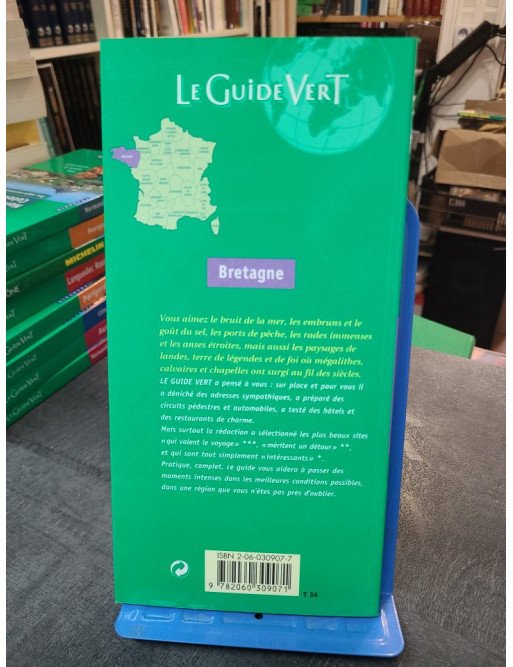 LE GUIDE VERT
Bretagne
Vous aimez le bruit de la mer, les embruns et le
goût du sel, les ports de pêche, les rades immenses
et les anses étroites, mais aussi les paysages de
landes, terre de légendes et de foi où mégalithes,
calvaires et chapelles ont surgi au fil des siècles.
LE GUIDE VERT a pensé à vous : sur place et pour vous il
a déniché des adresses sympathiques, a préparé des
circuits pédestres et automobiles, a testé des hôtels et
des restaurants de charme.
Mais surtout la rédaction a sélectionné les plus beaux sites
"qui valent le voyage" ***, "méritent un détour" **,
et qui sont tout simplement "intéressants" *.
Pratique, complet, ce guide vous aidera à passer des
moments intenses dans les meilleures conditions possibles,
dans une région que vous n'êtes pas près d'oublier.
ISBN 2-06-030907-7
9 782060 309071
T 34
MICHELIN
LE GUIDE VERT